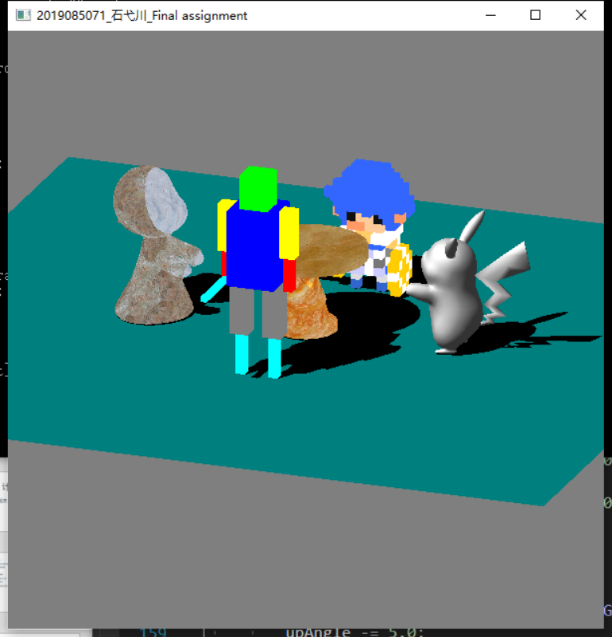 2019085071_石弋川_Final assignment
159
upAngle -= 5.0;